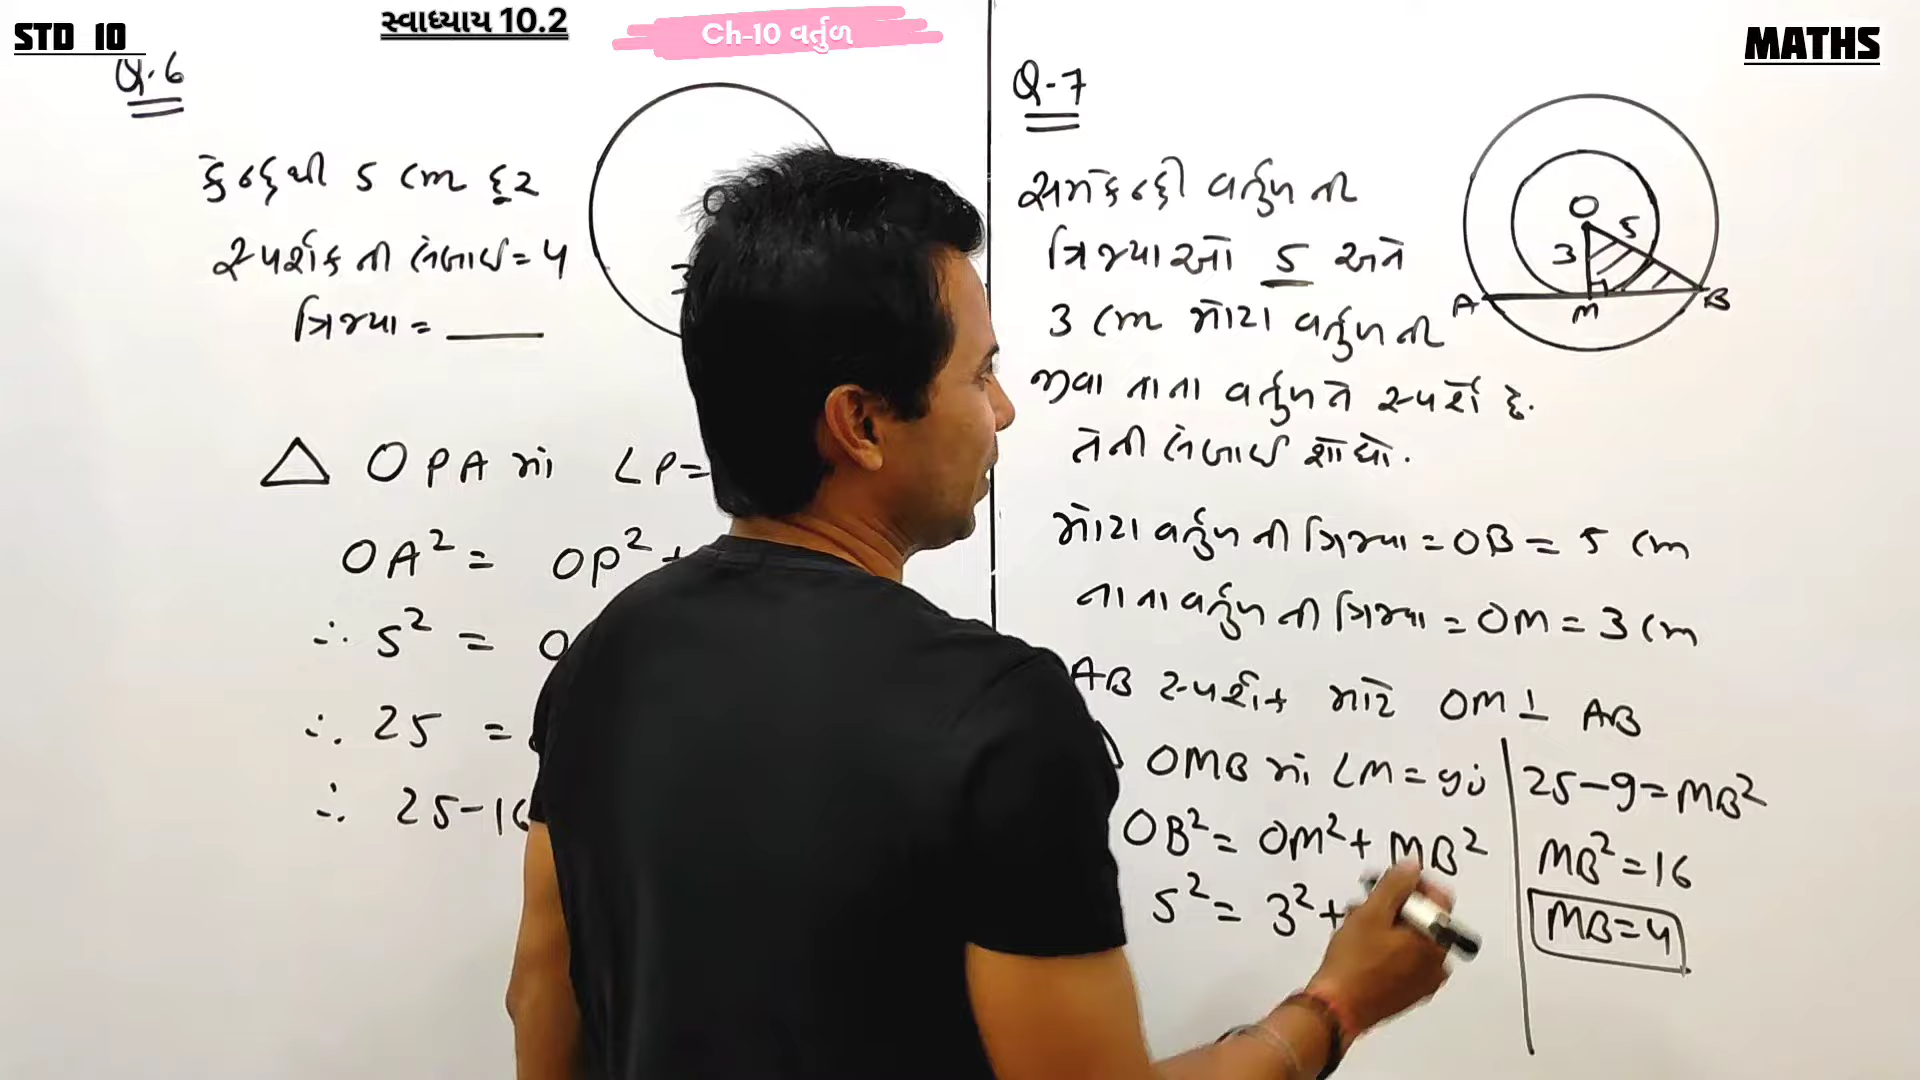 STD 10
સ્વાધ્યાય 10.2
Ch-10 વર્તુળ
MATHS
Q.6
કેન્દ્રથી 5 cm દૂર
સ્પર્શક ની લંબાઈ = 4
ત્રિજ્યા =
△ OPA માં ∠P=
OA² = OP² +
∴ 5² = O
∴ 25 =
∴ 25-16
3
Q-7
સમકેન્દ્રી વર્તુળ ની
ત્રિજ્યાઓ 5 અને
3 cm મોટા વર્તુળ ની
જીવા નાના વર્તુળને સ્પર્શે છે.
તેની લંબાઈ શોધો.
O
5
3
A M B
મોટા વર્તુળ ની ત્રિજ્યા = OB = 5 cm
નાના વર્તુળ ની ત્રિજ્યા = OM = 3 cm
AB સ્પર્શક માટે OM ⊥ AB
OMB માં ∠M = 90
OB² = OM² + MB²
5² = 3² +
25-9 = MB²
MB² = 16
MB = 4